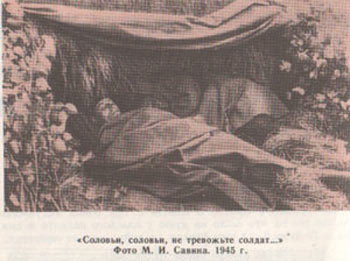 «Соловьи, соловьи, не тревожьте солдат...»
Фото М. И. Савина. 1945 г.